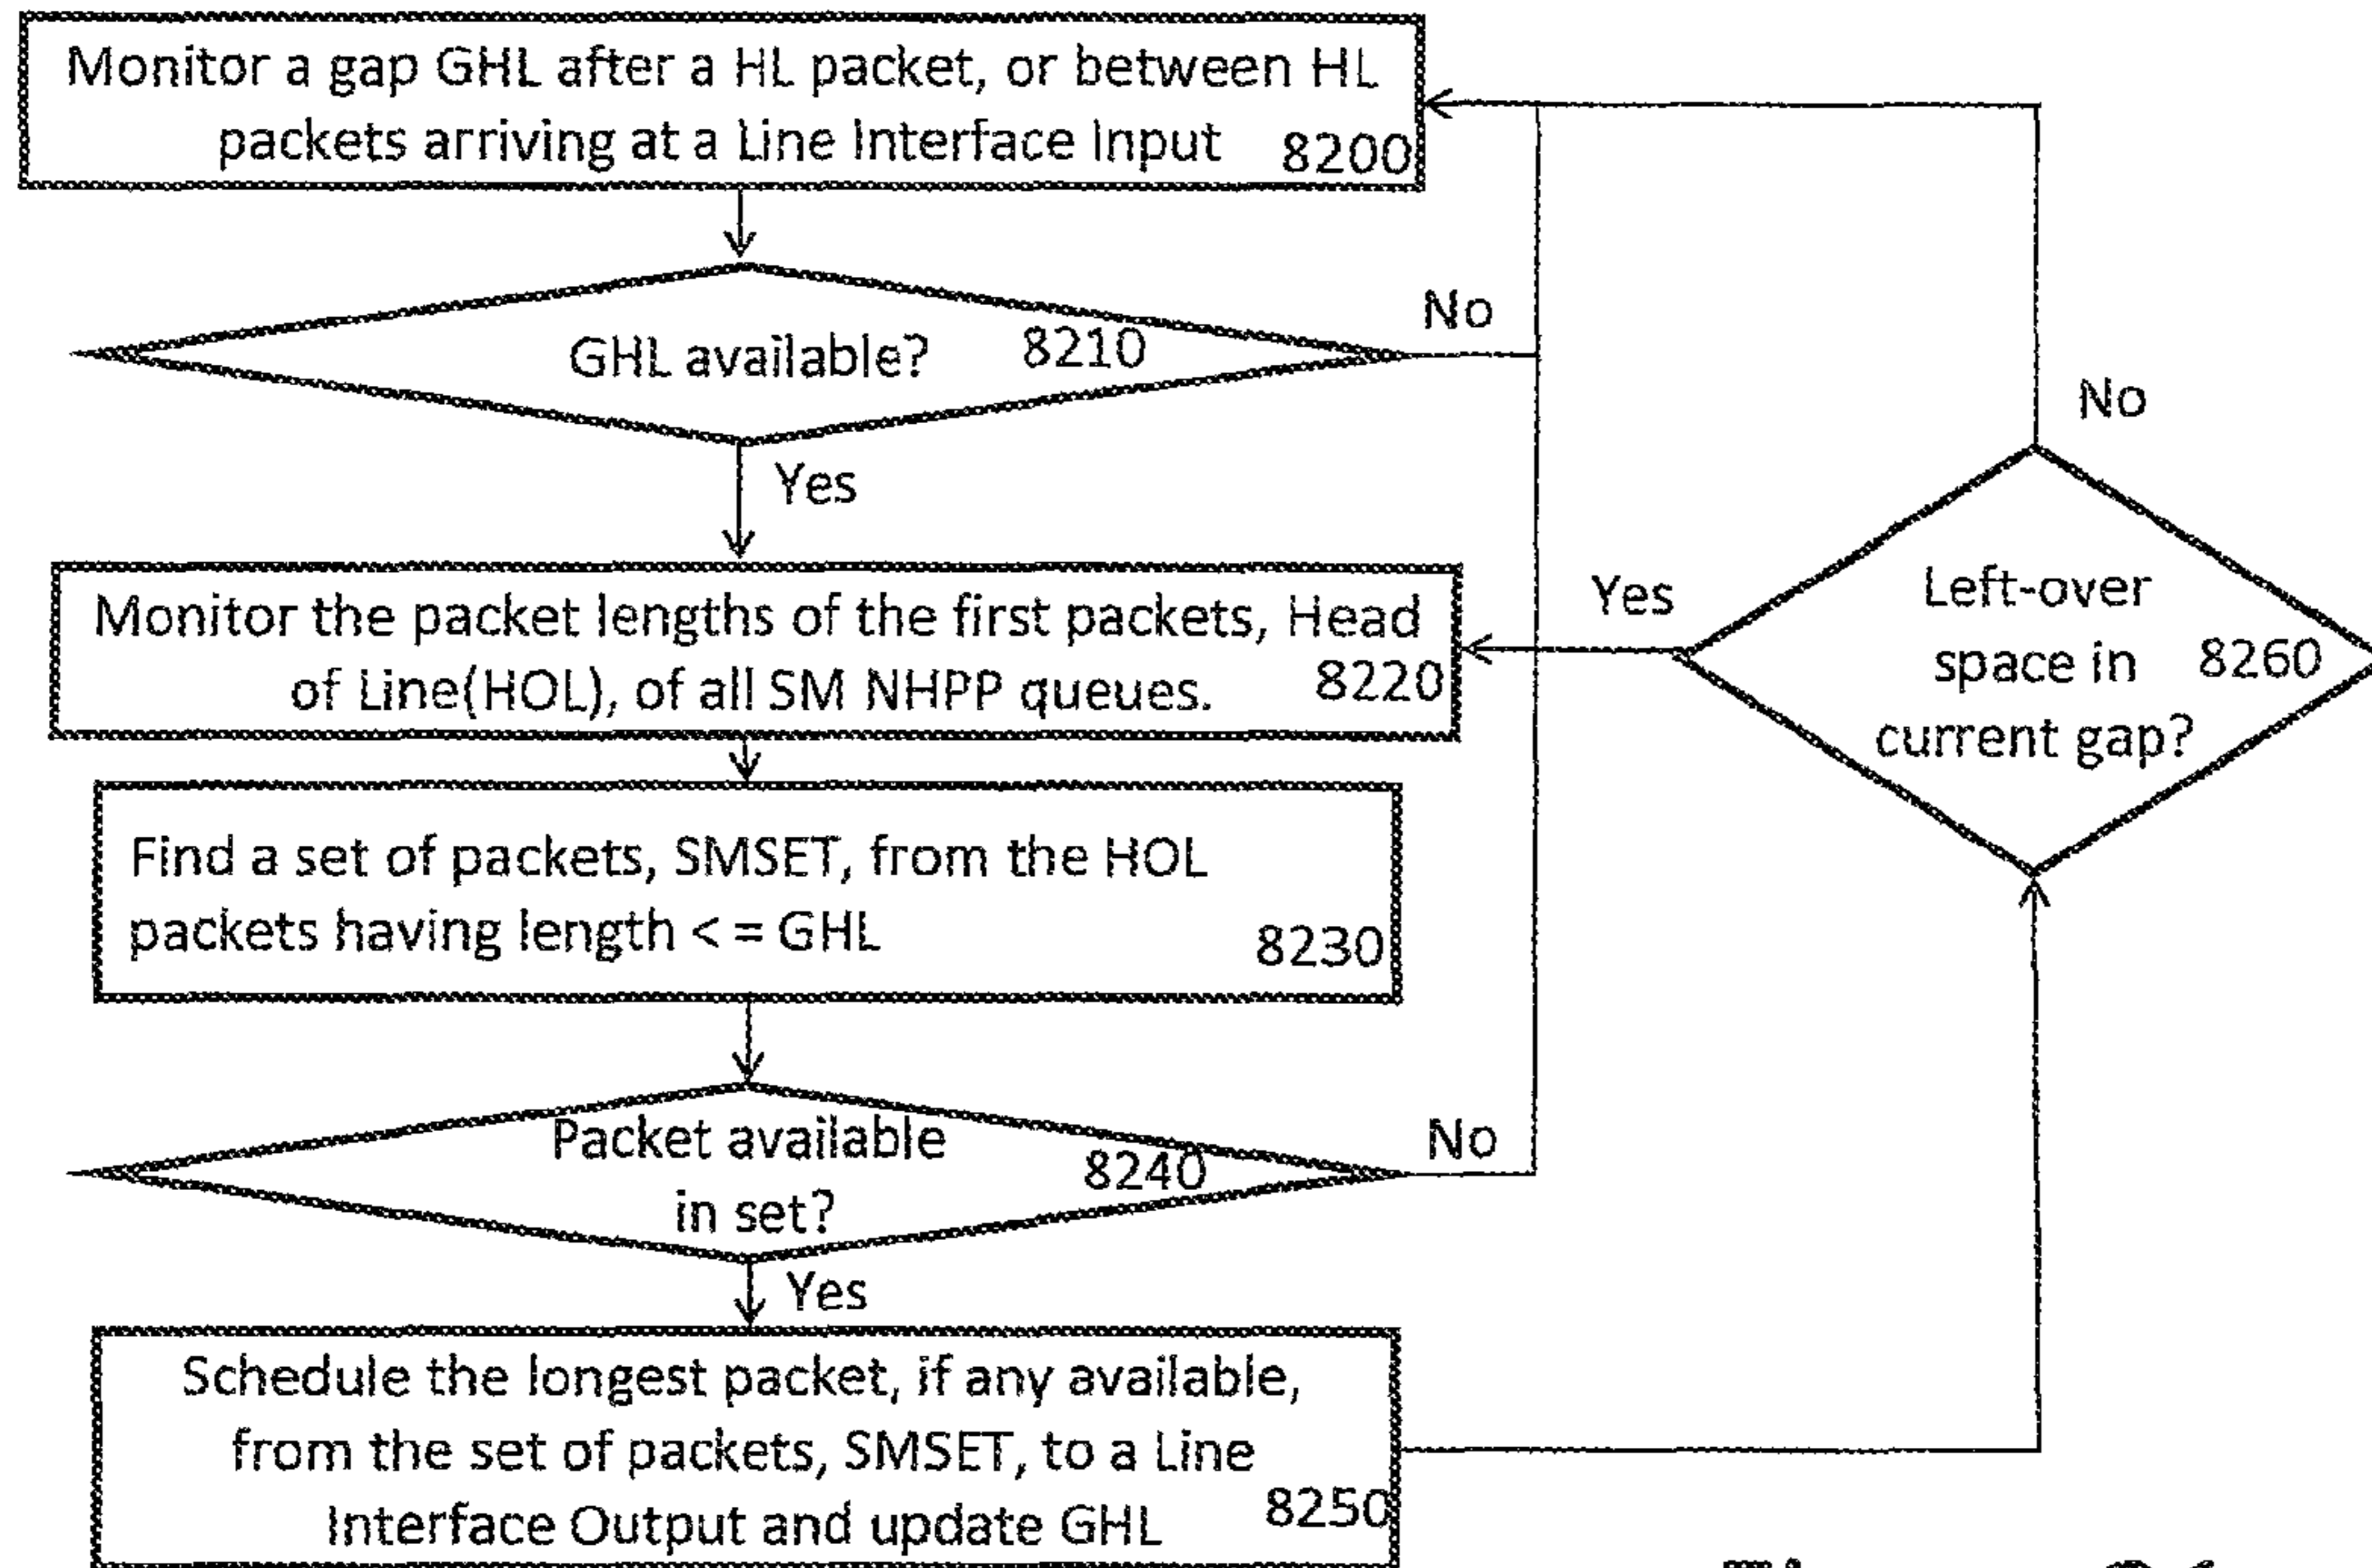 Monitor a gap GHL after a HL packet, or between HL
packets arriving at a Line Interface Input 8200
GHL available? 8210
No
Yes
Monitor the packet lengths of the first packets, Head
of Line(HOL), of all SM NHPP queues. 8220
Yes
No
Left-over
space in 8260
current gap?
Find a set of packets, SMSET, from the HOL
packets having length < = GHL 8230
Packet available
8240
in set?
No
Yes
Schedule the longest packet, if any available,
from the set of packets, SMSET, to a Line
Interface Output and update GHL 8250